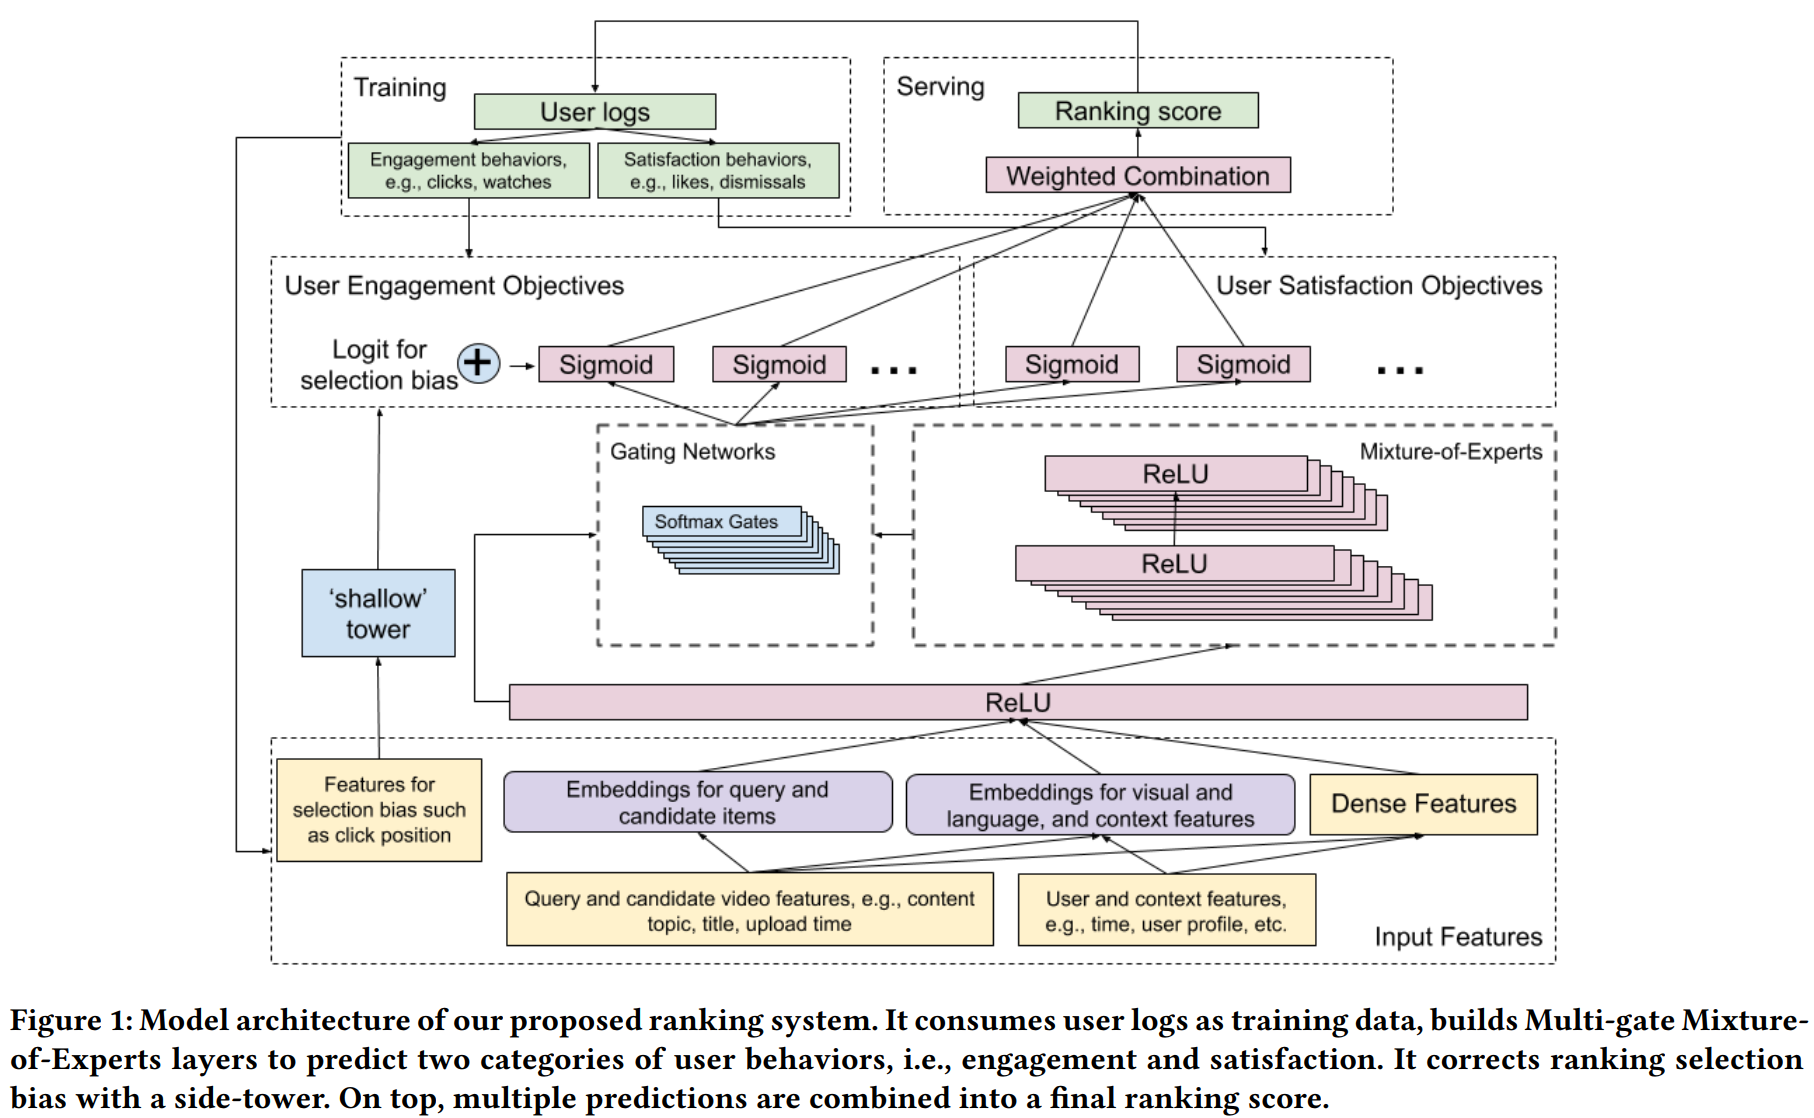 Training
User logs
Engagement behaviors,
e.g., clicks, watches
Satisfaction behaviors,
e.g., likes, dismissals
Serving
Ranking score
Weighted Combination
User Engagement Objectives
Logit for
selection bias
+
Sigmoid
Sigmoid
...
User Satisfaction Objectives
Sigmoid
Sigmoid
...
Gating Networks
Softmax Gates
Mixture-of-Experts
ReLU
ReLU
‘shallow’
tower
ReLU
Features for
selection bias such
as click position
Embeddings for query and
candidate items
Embeddings for visual and
language, and context features
Dense Features
Query and candidate video features, e.g., content
topic, title, upload time
User and context features,
e.g., time, user profile, etc.
Input Features
Figure 1: Model architecture of our proposed ranking system. It consumes user logs as training data, builds Multi-gate Mixture-
of-Experts layers to predict two categories of user behaviors, i.e., engagement and satisfaction. It corrects ranking selection
bias with a side-tower. On top, multiple predictions are combined into a final ranking score.